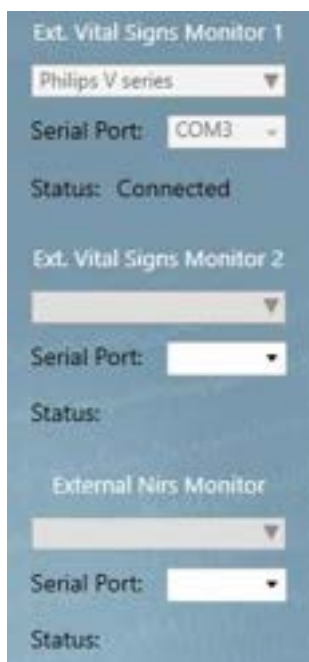 Ext. Vital Signs Monitor 1
Philips V series
Serial Port: COM3
Status: Connected
Ext. Vital Signs Monitor 2
Serial Port:
Status:
External Nirs Monitor
Serial Port:
Status: